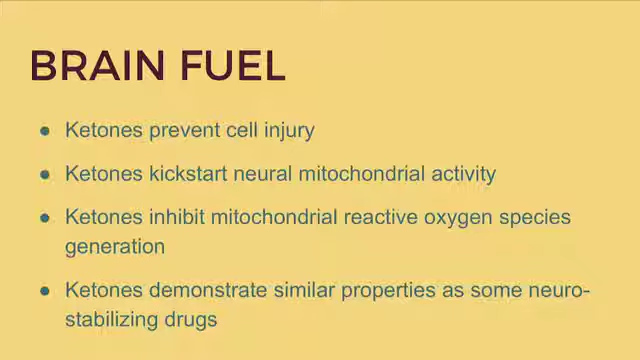 BRAIN FUEL
● Ketones prevent cell injury
● Ketones kickstart neural mitochondrial activity
● Ketones inhibit mitochondrial reactive oxygen species
generation
● Ketones demonstrate similar properties as some neuro-
stabilizing drugs